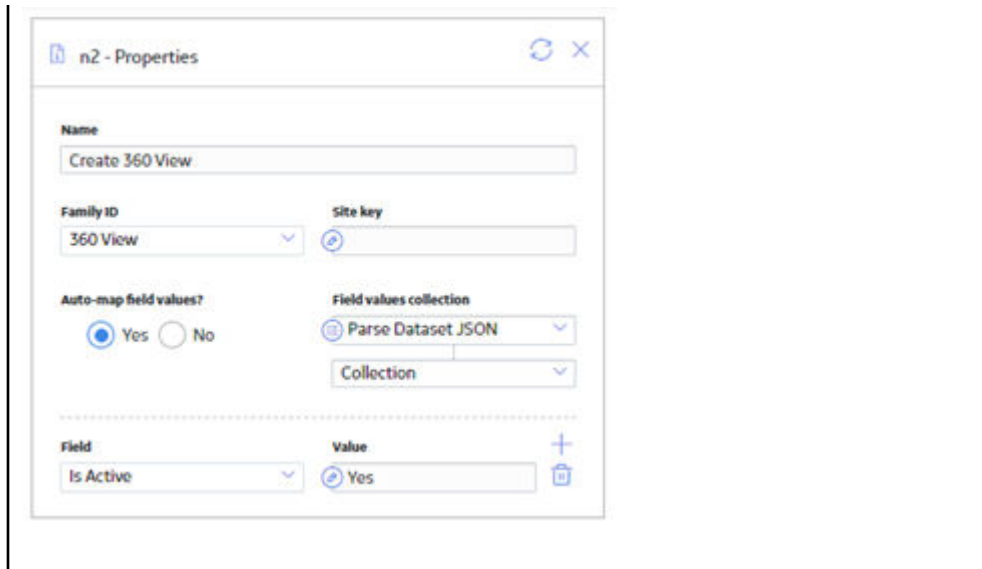 n2 - Properties
Name
Create 360 View
Family ID
Site key
360 View
Auto-map field values?
Field values collection
Yes
No
Parse Dataset JSON
Collection
Field
Value
Is Active
Yes